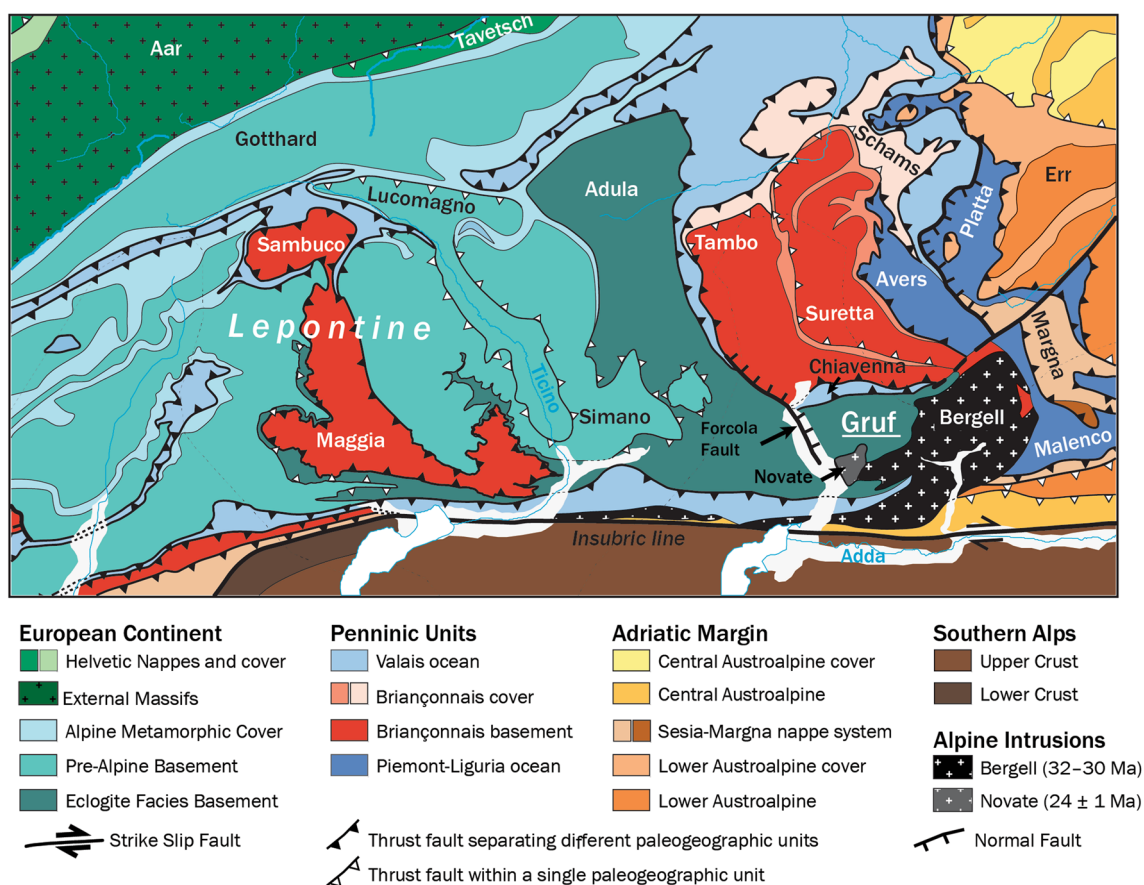 Aar
Tavetsch
Gotthard
Lucomagno
Adula
Schams
Err
Platta
Sambuco
Tambo
Avers
Lepontine
Suretta
Margna
Chiavenna
Ticino
Simano
Forcola
Fault
Gruf
Bergell
Maggia
Malenco
Novate
Insubric line
Adda
European Continent
Helvetic Nappes and cover
External Massifs
Alpine Metamorphic Cover
Pre-Alpine Basement
Eclogite Facies Basement
Strike Slip Fault
Penninic Units
Valais ocean
Briançonnais cover
Briançonnais basement
Piemont-Liguria ocean
Thrust fault separating different paleogeographic units
Thrust fault within a single paleogeographic unit
Adriatic Margin
Central Austroalpine cover
Central Austroalpine
Sesia-Margna nappe system
Lower Austroalpine cover
Lower Austroalpine
Southern Alps
Upper Crust
Lower Crust
Alpine Intrusions
Bergell (32–30 Ma)
Novate (24 ± 1 Ma)
Normal Fault